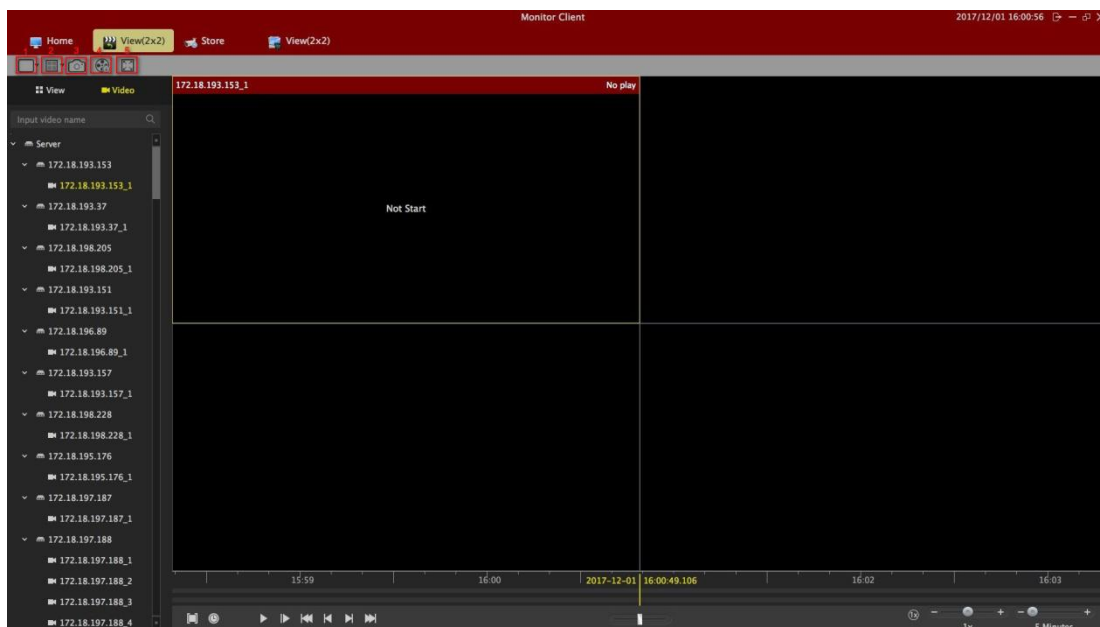 Monitor Client
2017/12/01 16:00:56
Home
View(2x2)
Store
View(2x2)
1 2 3 4 5
View
Video
172.18.193.153_1
No play
Input video name
Server
172.18.193.153
172.18.193.153_1
172.18.193.37
172.18.193.37_1
172.18.198.205
172.18.198.205_1
172.18.193.151
172.18.193.151_1
172.18.196.89
172.18.196.89_1
172.18.193.157
172.18.193.157_1
172.18.198.228
172.18.198.228_1
172.18.195.176
172.18.195.176_1
172.18.197.187
172.18.197.187_1
172.18.197.188
172.18.197.188_1
172.18.197.188_2
172.18.197.188_3
172.18.197.188_4
Not Start
15:59
16:00
2017-12-01 16:00:49.106
16:02
16:03
1x
1x
5 Minutes